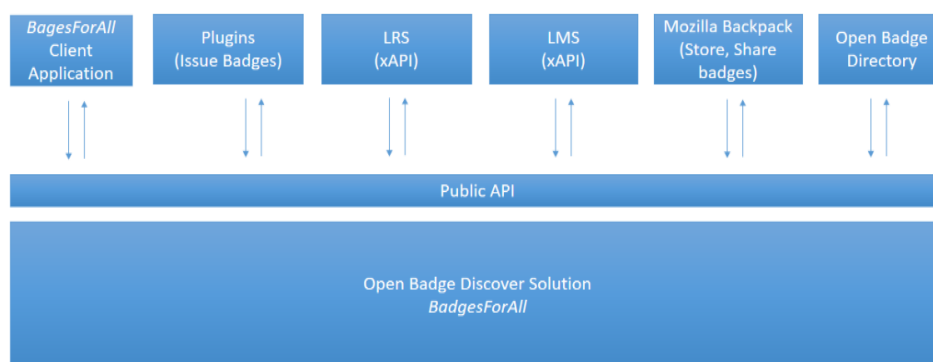 BagesForAll
Client
Application
Plugins
(Issue Badges)
LRS
(xAPI)
LMS
(xAPI)
Mozilla Backpack
(Store, Share
badges)
Open Badge
Directory
Public API
Open Badge Discover Solution
BadgesForAll